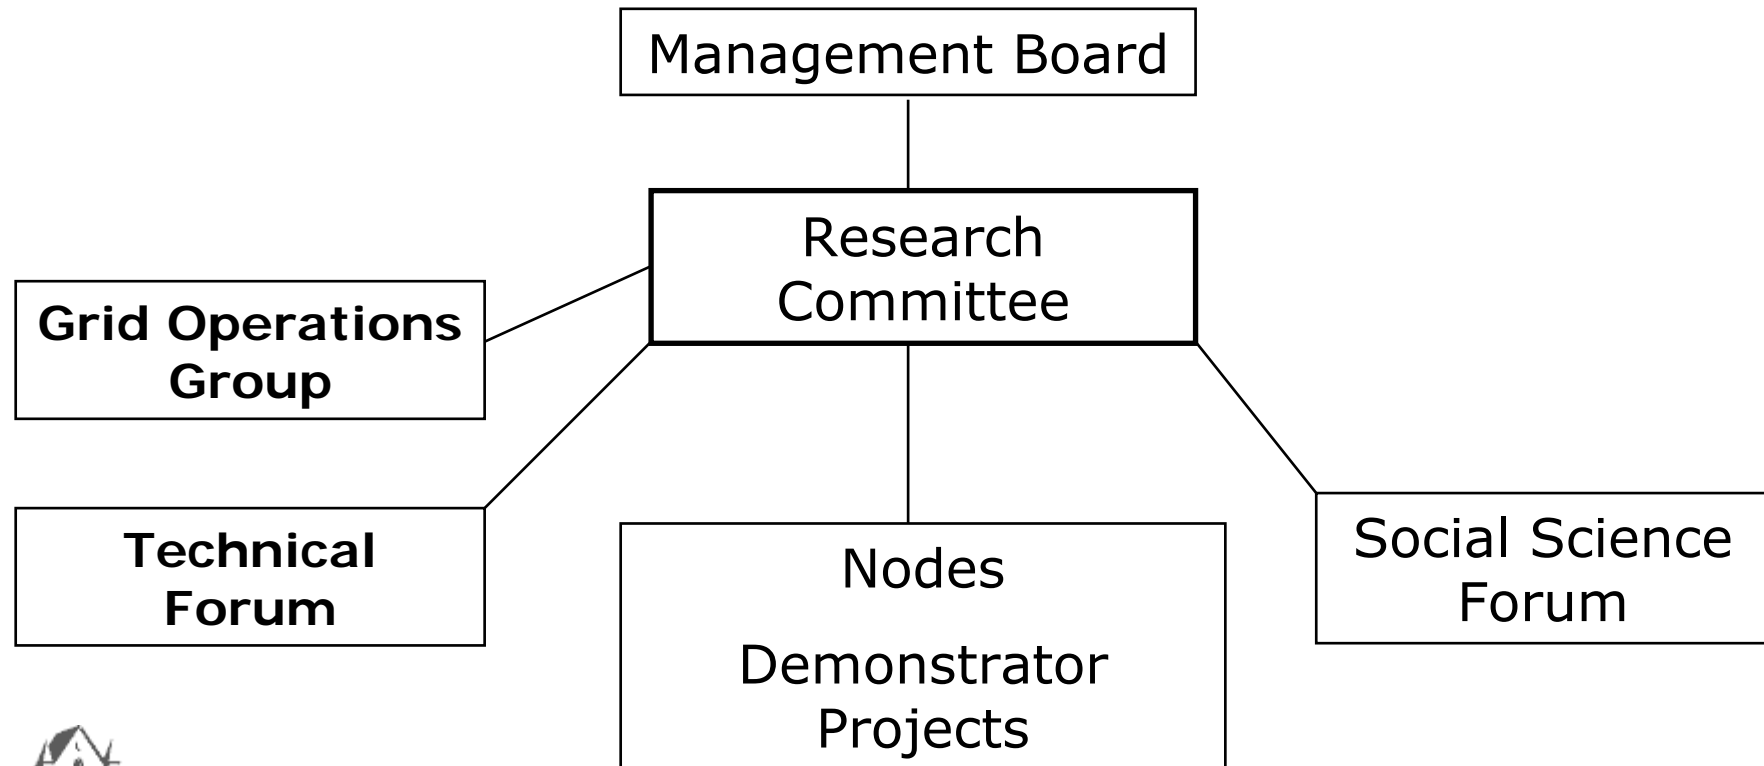 Management Board
Research
Committee
Grid Operations
Group
Technical
Forum
Nodes
Demonstrator
Projects
Social Science
Forum